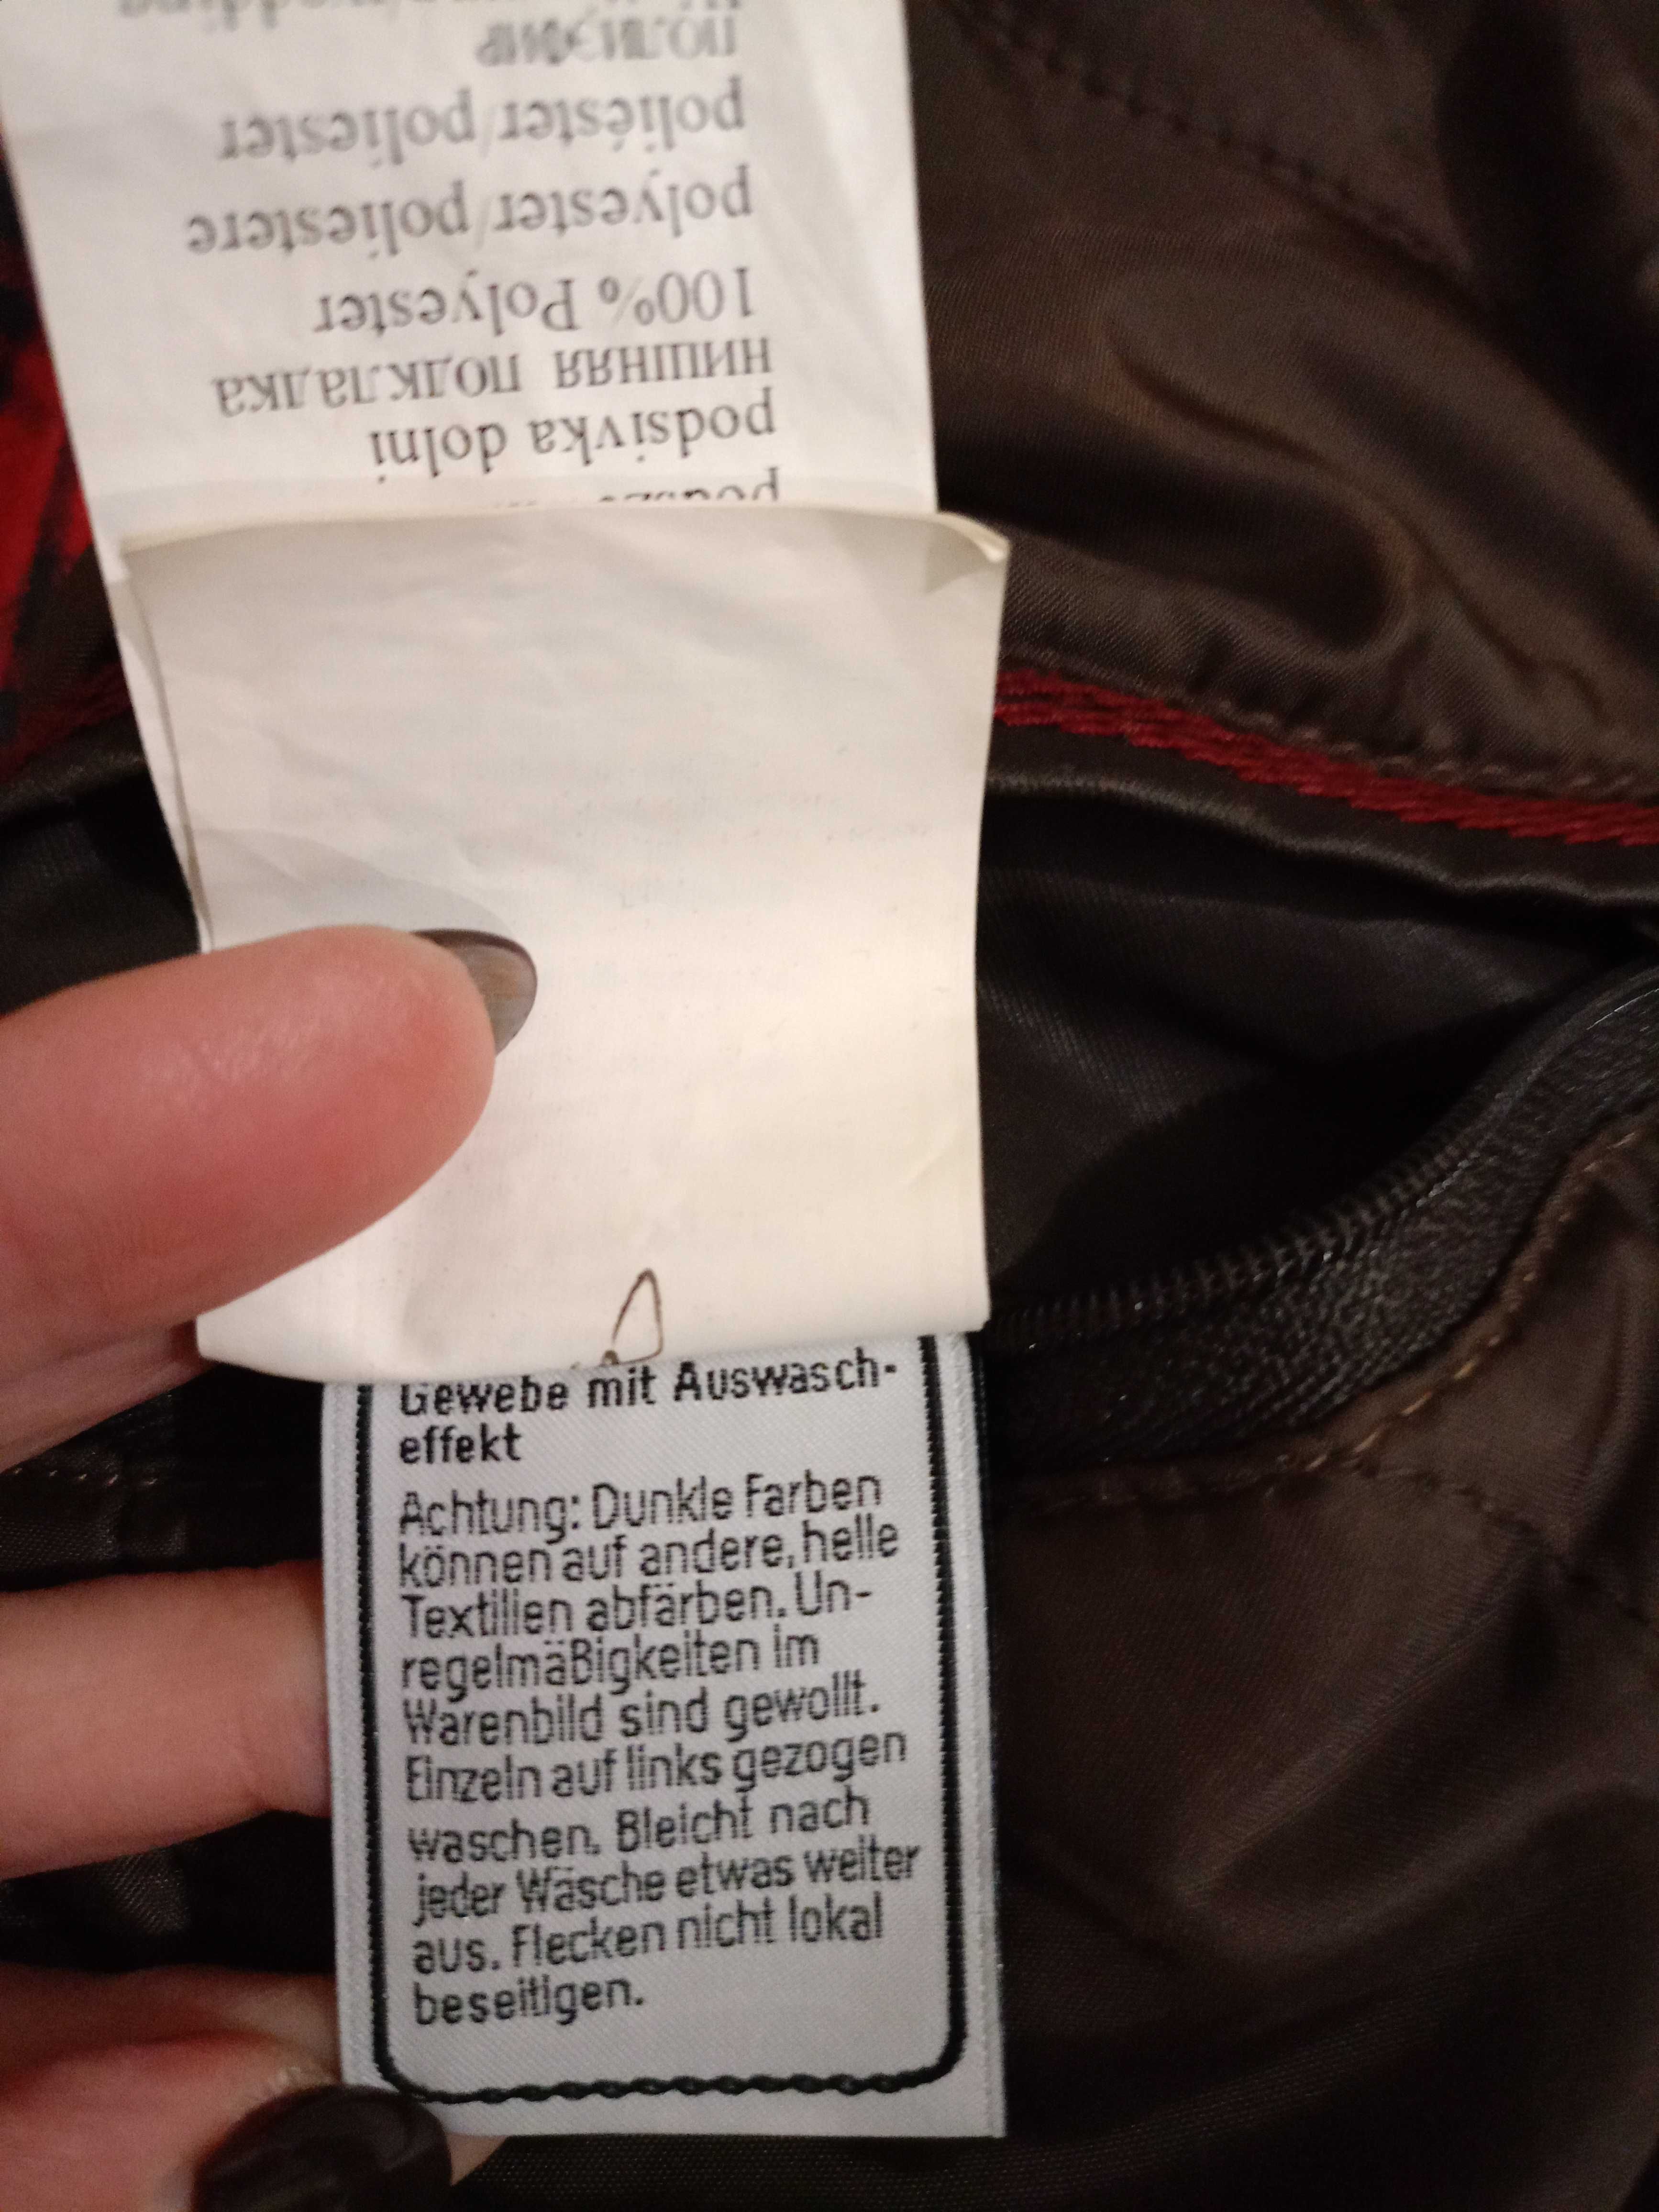 podsivka dolni
нишняя подкладка
100% Polyester
polyester/poliestere
poliéster/poliester
полиэфир
Gewebe mit Auswasch-
effekt
Achtung: Dunkle Farben
können auf andere, helle
Textilien abfärben. Un-
regelmäßigkeiten im
Warenbild sind gewollt.
Einzeln auf links gezogen
waschen. Bleicht nach
jeder Wäsche etwas weiter
aus. Flecken nicht lokal
beseitigen.